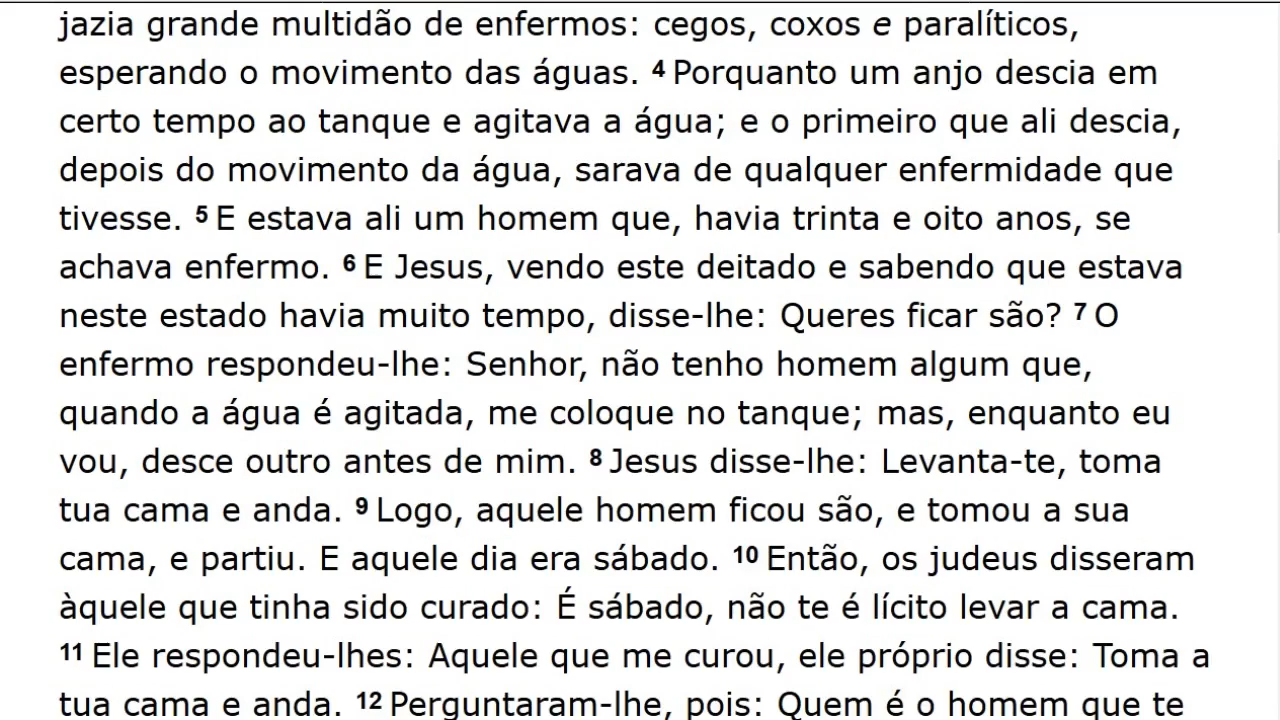 jazia grande multidão de enfermos: cegos, coxos e paralíticos,
esperando o movimento das águas. 4 Porquanto um anjo descia em
certo tempo ao tanque e agitava a água; e o primeiro que ali descia,
depois do movimento da água, sarava de qualquer enfermidade que
tivesse. 5 E estava ali um homem que, havia trinta e oito anos, se
achava enfermo. 6 E Jesus, vendo este deitado e sabendo que estava
neste estado havia muito tempo, disse-lhe: Queres ficar são? 7 O
enfermo respondeu-lhe: Senhor, não tenho homem algum que,
quando a água é agitada, me coloque no tanque; mas, enquanto eu
vou, desce outro antes de mim. 8 Jesus disse-lhe: Levanta-te, toma
tua cama e anda. 9 Logo, aquele homem ficou são, e tomou a sua
cama, e partiu. E aquele dia era sábado. 10 Então, os judeus disseram
àquele que tinha sido curado: É sábado, não te é lícito levar a cama.
11 Ele respondeu-lhes: Aquele que me curou, ele próprio disse: Toma a
tua cama e anda. 12 Perguntaram-lhe, pois: Quem é o homem que te